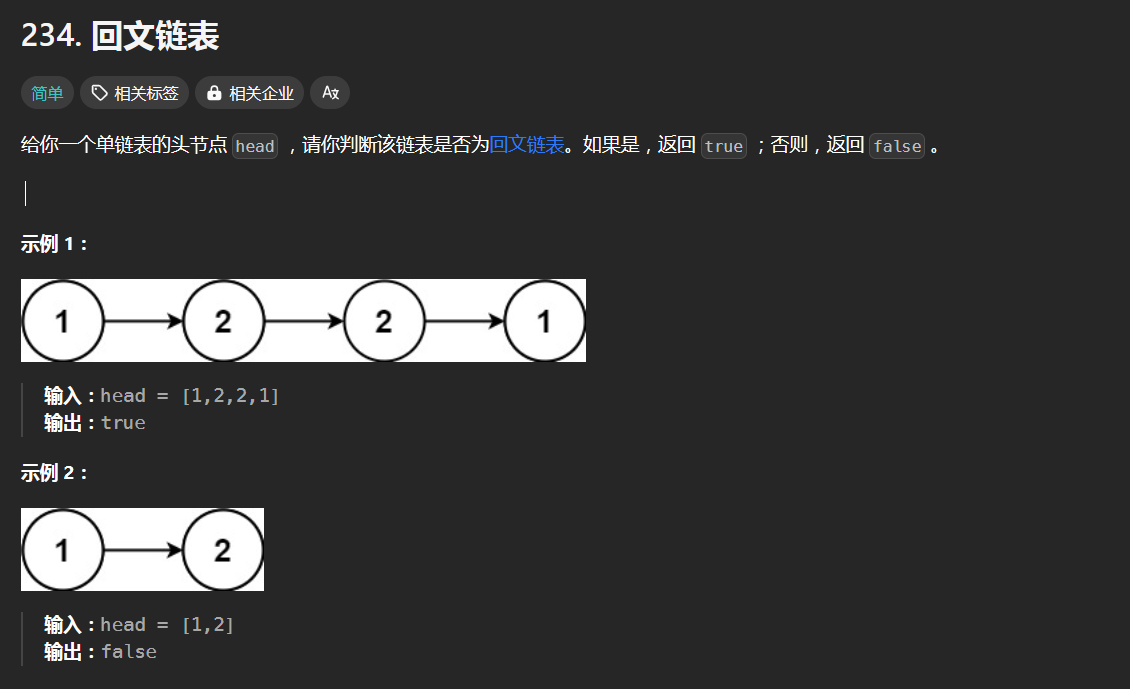 234. 回文链表
简单 相关标签 相关企业
给你一个单链表的头节点 head ，请你判断该链表是否为回文链表。如果是，返回 true ；否则，返回 false 。
示例 1：
1 2 2 1
输入：head = [1,2,2,1]
输出：true
示例 2：
1 2
输入：head = [1,2]
输出：false